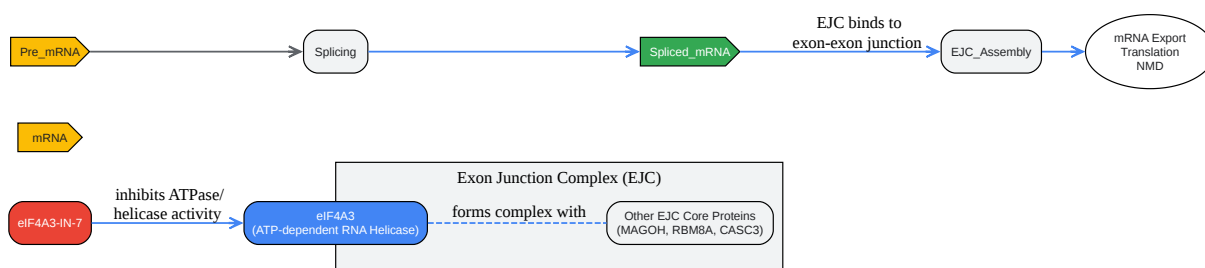 Pre_mRNA
Splicing
Spliced_mRNA
EJC binds to
exon-exon junction
EJC_Assembly
mRNA Export
Translation
NMD
mRNA
Exon Junction Complex (EJC)
eIF4A3-IN-7
inhibits ATPase/
helicase activity
eIF4A3
(ATP-dependent RNA Helicase)
forms complex with
Other EJC Core Proteins
(MAGOH, RBM8A, CASC3)